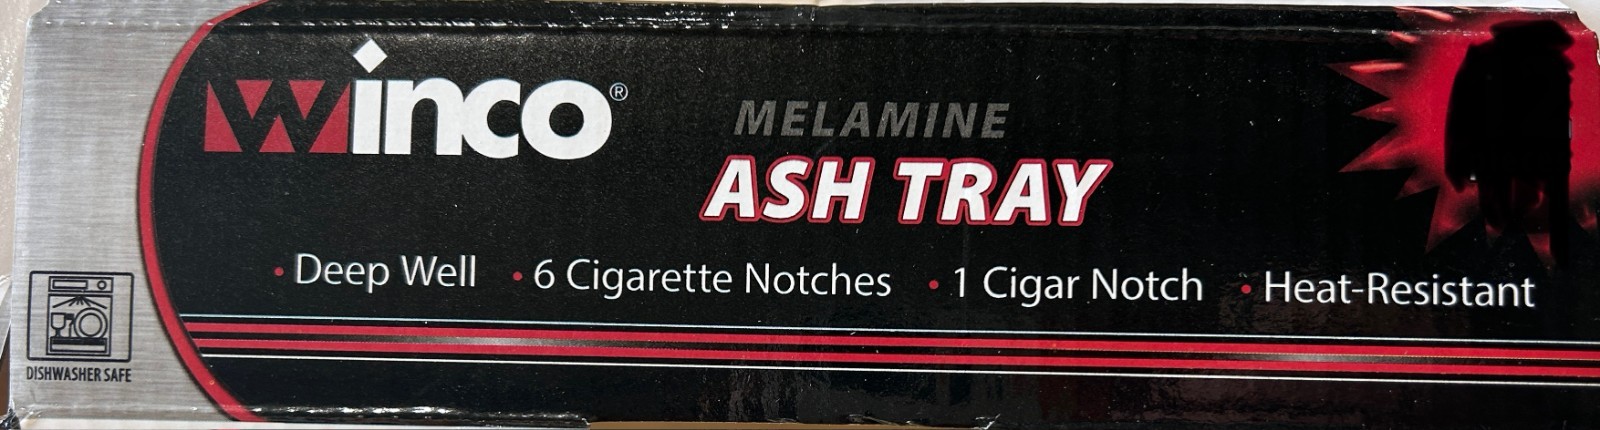 Winco®
MELAMINE
ASH TRAY
• Deep Well • 6 Cigarette Notches • 1 Cigar Notch • Heat-Resistant
DISHWASHER SAFE